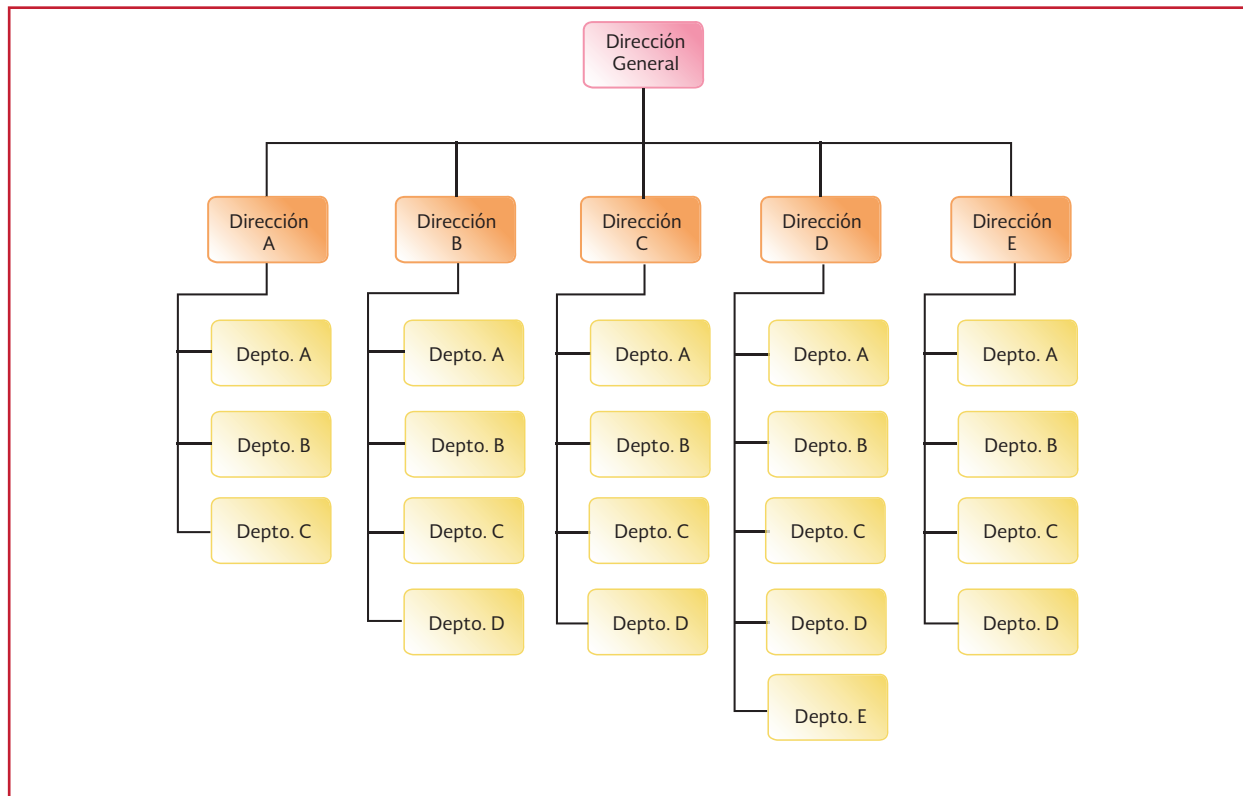 Dirección
General
Dirección
A
Dirección
B
Dirección
C
Dirección
D
Dirección
E
Depto. A
Depto. A
Depto. A
Depto. A
Depto. A
Depto. B
Depto. B
Depto. B
Depto. B
Depto. B
Depto. C
Depto. C
Depto. C
Depto. C
Depto. C
Depto. D
Depto. D
Depto. D
Depto. D
Depto. E